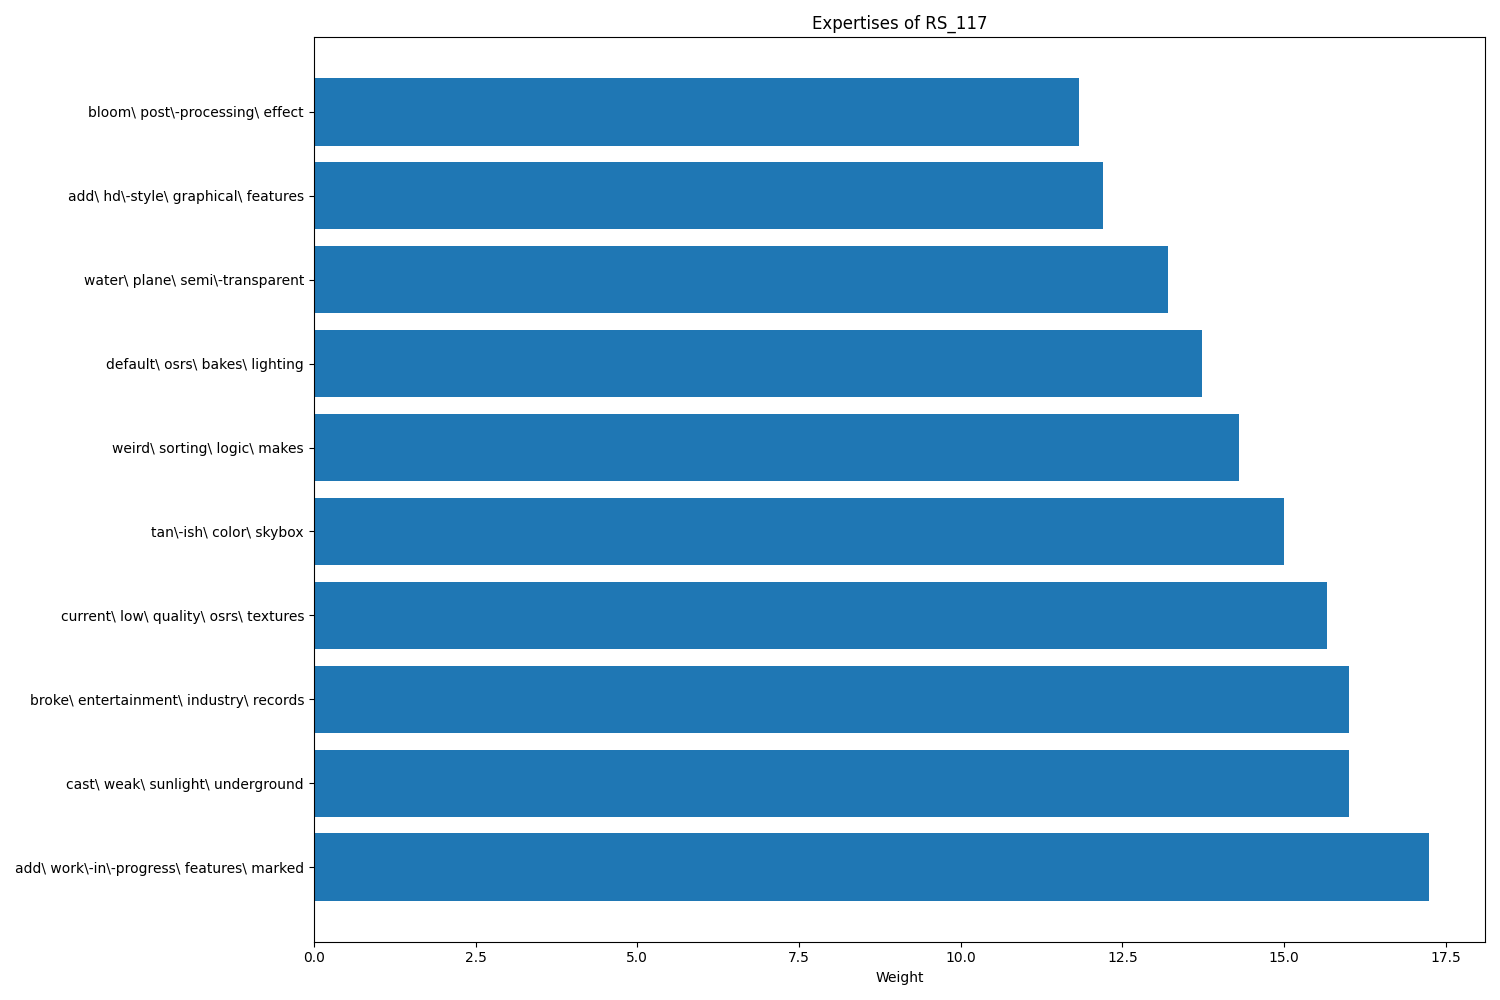 Expertises of RS_117
bloom\ post\-processing\ effect
add\ hd\-style\ graphical\ features
water\ plane\ semi\-transparent
default\ osrs\ bakes\ lighting
weird\ sorting\ logic\ makes
tan\-ish\ color\ skybox
current\ low\ quality\ osrs\ textures
broke\ entertainment\ industry\ records
cast\ weak\ sunlight\ underground
add\ work\-in\-progress\ features\ marked
0.0 2.5 5.0 7.5 10.0 12.5 15.0 17.5
Weight